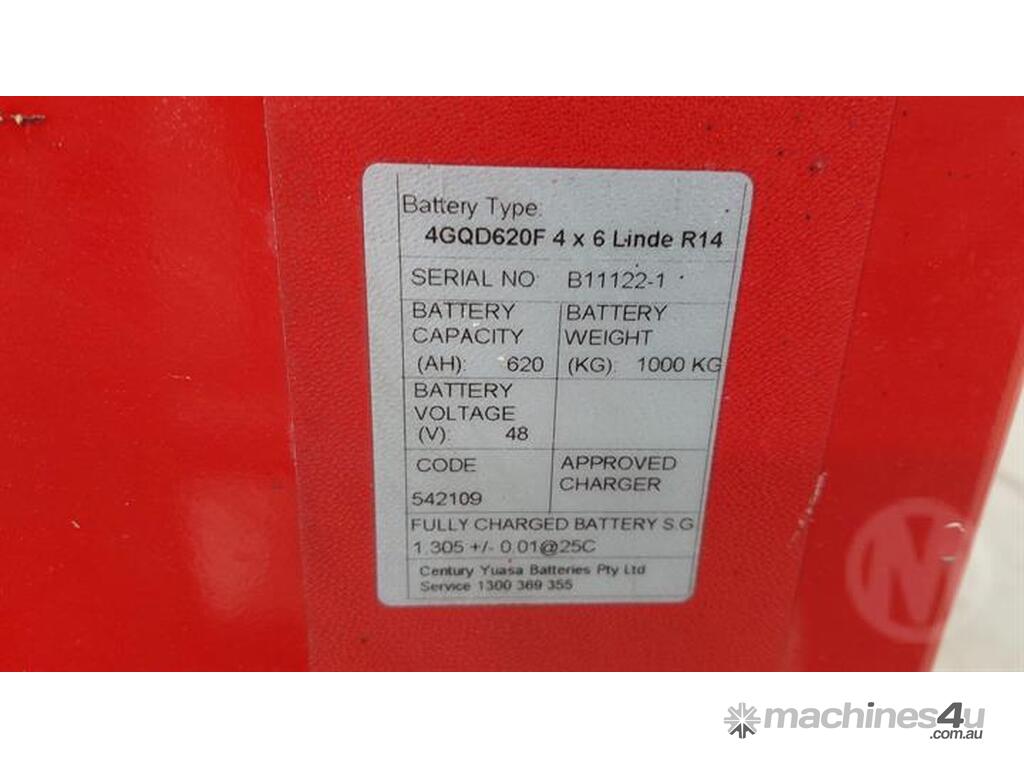 Battery Type:
4GQD620F 4 x 6 Linde R14
SERIAL NO B11122-1
BATTERY
CAPACITY
(AH): 620
BATTERY
WEIGHT
(KG): 1000 KG
BATTERY
VOLTAGE
(V): 48
CODE
542109
APPROVED
CHARGER
FULLY CHARGED BATTERY S.G
1.305 +/- 0.01@25C
Century Yuasa Batteries Pty Ltd
Service 1300 369 355
M
machines4u
.com.au